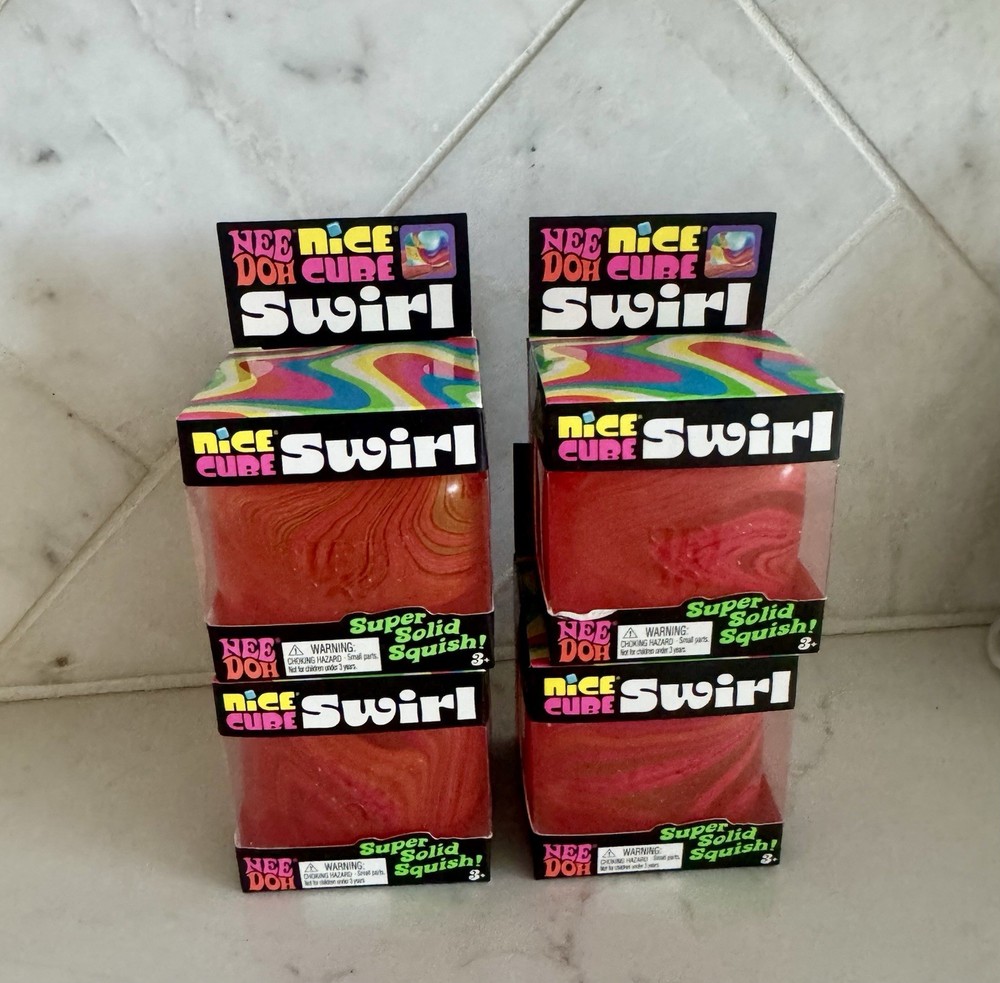 NEE NiCE
DOH CUBE
Swirl
NiCE
CUBE Swirl
Super
Solid
Squish!
NEE
DOH
WARNING:
CHOKING HAZARD - Small parts.
Not for children under 3 years.
3+
NiCE
CUBE Swirl
Super
Solid
Squish!
NEE
DOH
WARNING:
CHOKING HAZARD - Small parts.
Not for children under 3 years.
3+
NEE NiCE
DOH CUBE
Swirl
NiCE
CUBE Swirl
Super
Solid
Squish!
NEE
DOH
WARNING:
CHOKING HAZARD - Small parts.
Not for children under 3 years.
3+
NiCE
CUBE Swirl
Super
Solid
Squish!
NEE
DOH
WARNING:
CHOKING HAZARD - Small parts.
Not for children under 3 years.
3+